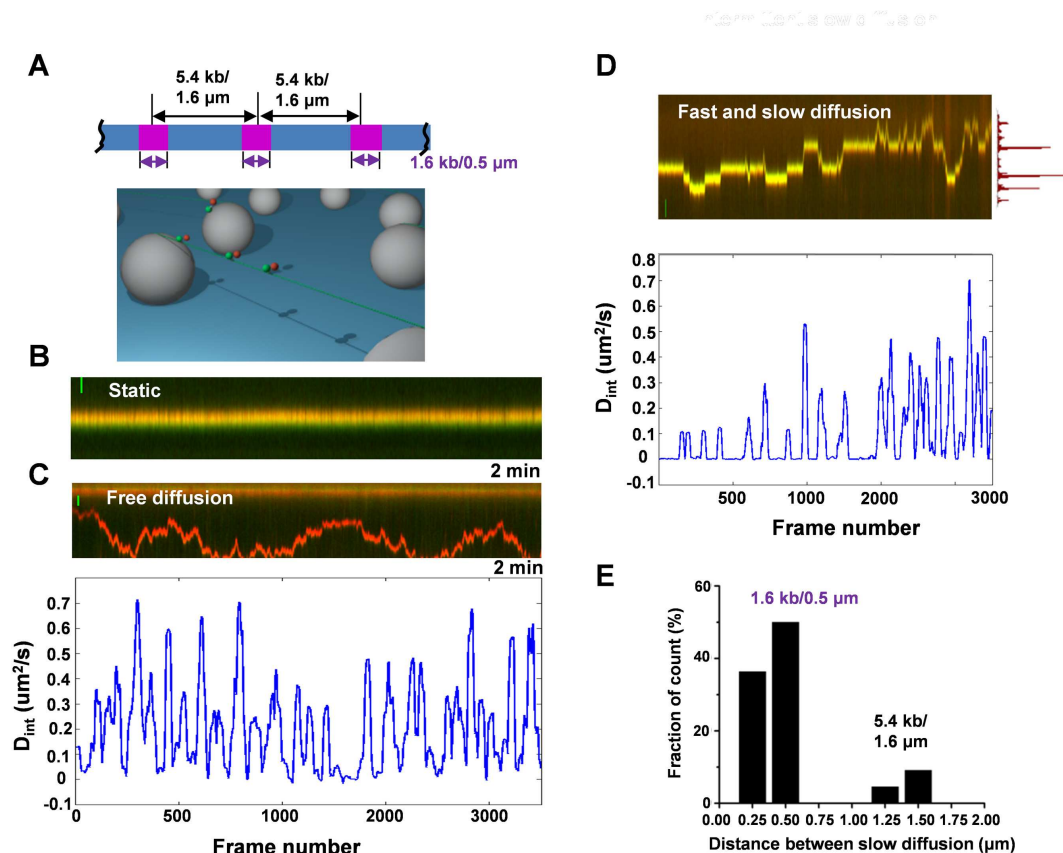 A
5.4 kb/
1.6 µm
5.4 kb/
1.6 µm
1.6 kb/0.5 µm
B
Static
2 min
C
Free diffusion
2 min
D_int (um²/s)
0.7
0.6
0.5
0.4
0.3
0.2
0.1
0
-0.1
0
500
1000
2000
3000
Frame number
D
Fast and slow diffusion
D_int (um²/s)
0.8
0.7
0.6
0.5
0.4
0.3
0.2
0.1
0
-0.1
500
1000
2000
3000
Frame number
E
Fraction of count (%)
60
40
20
0
1.6 kb/0.5 µm
5.4 kb/
1.6 µm
0.00 0.25 0.50 0.75 1.00 1.25 1.50 1.75 2.00
Distance between slow diffusion (µm)